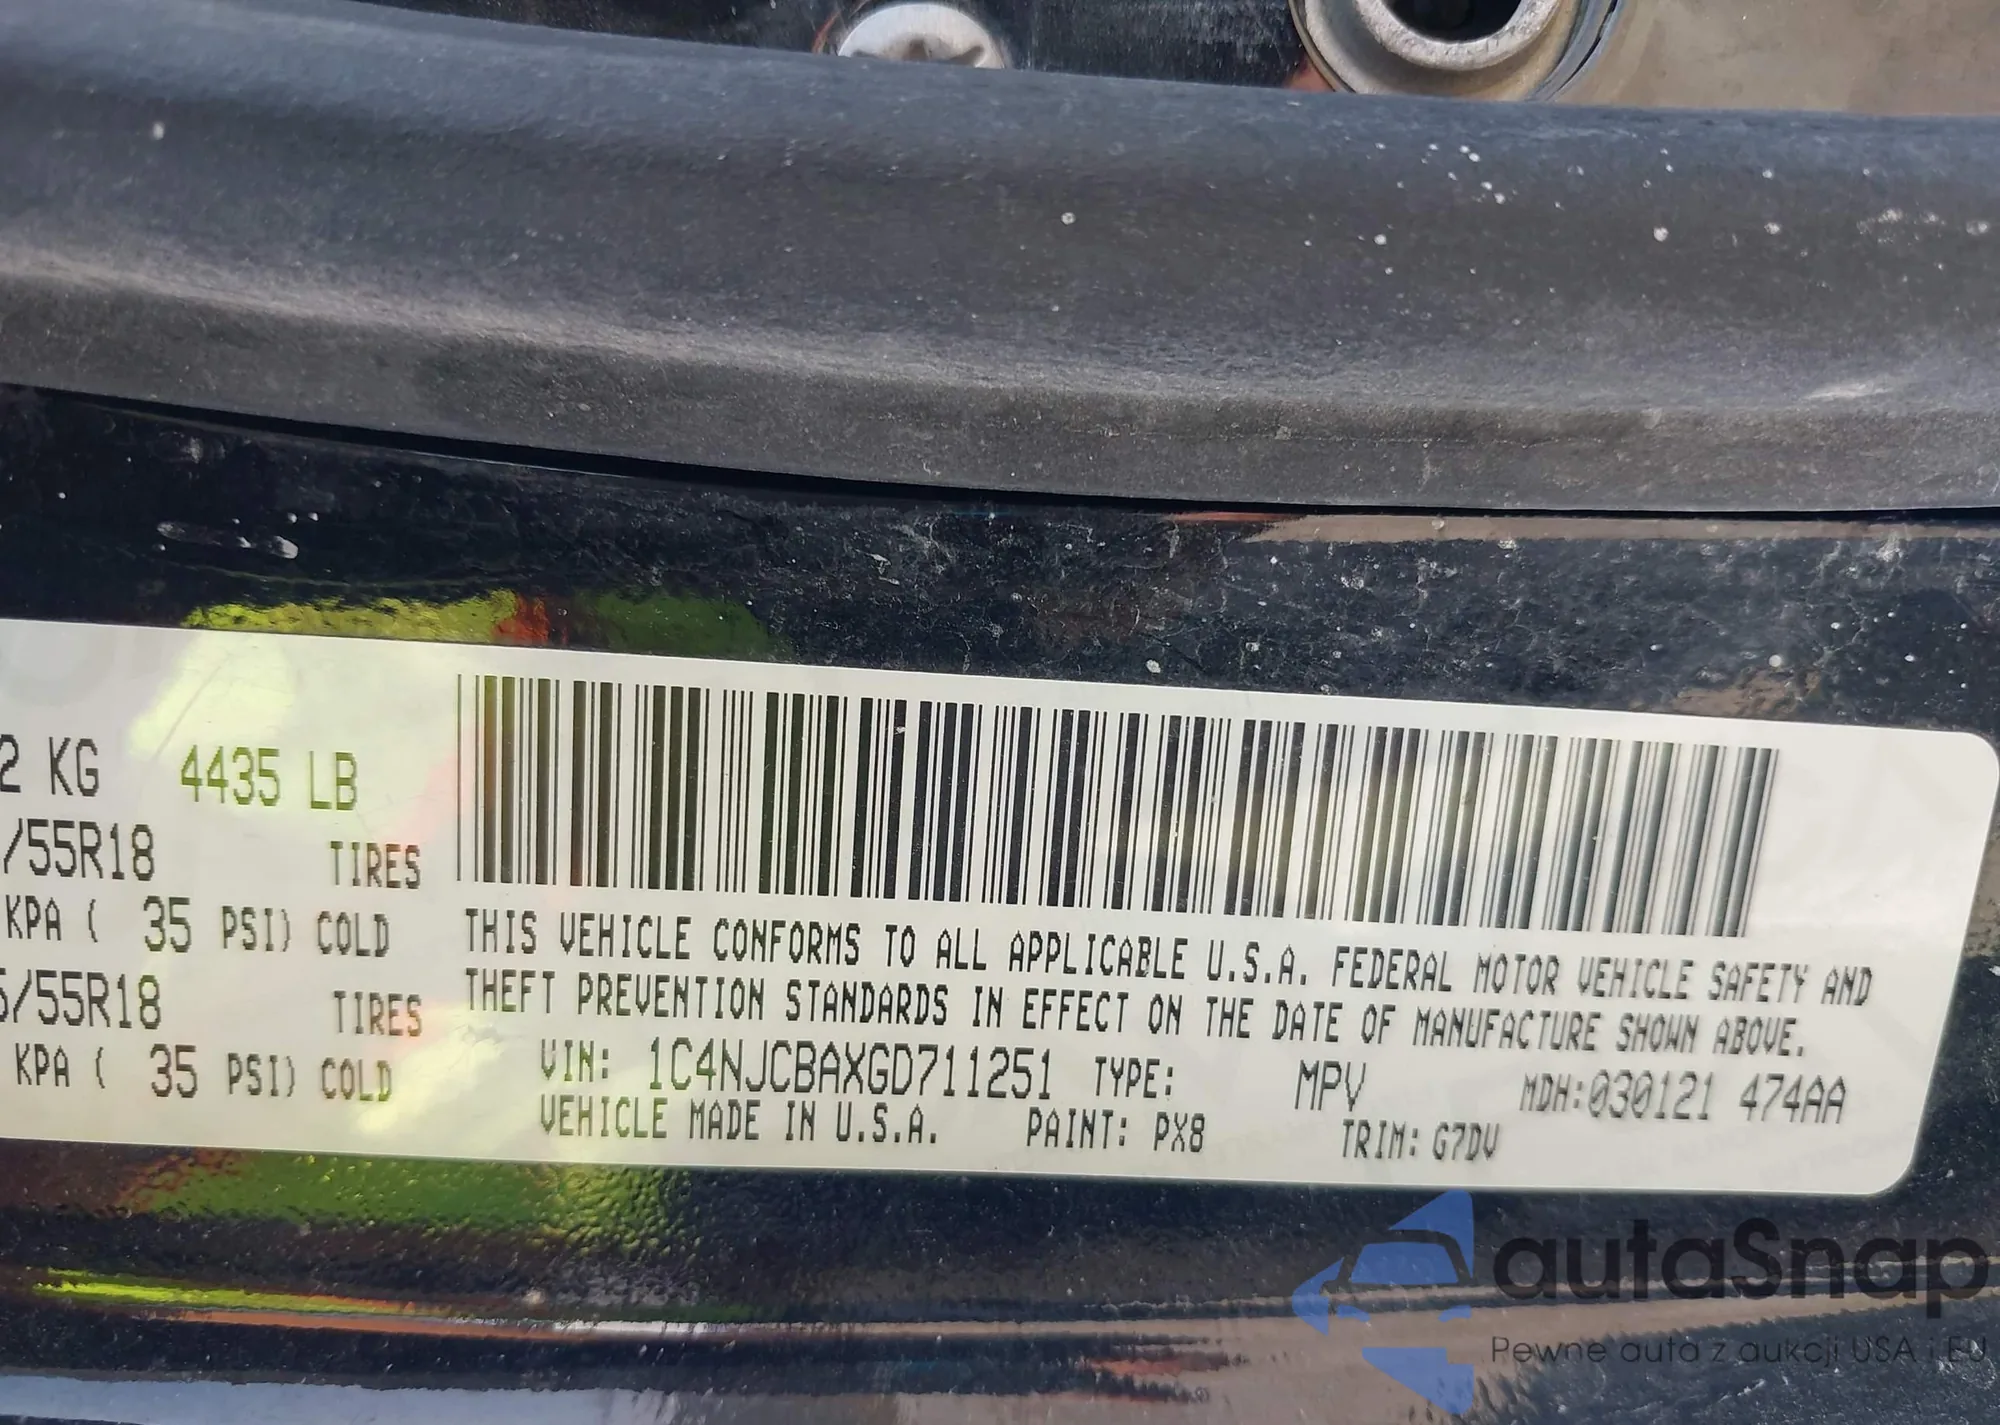 2 KG 4435 LB
/55R18 TIRES
KPA ( 35 PSI) COLD
5/55R18 TIRES
KPA ( 35 PSI) COLD
THIS VEHICLE CONFORMS TO ALL APPLICABLE U.S.A. FEDERAL MOTOR VEHICLE SAFETY AND
THEFT PREVENTION STANDARDS IN EFFECT ON THE DATE OF MANUFACTURE SHOWN ABOVE.
VIN: 1C4NJCBAXGD711251 TYPE: MPV MDH:030121 474AA
VEHICLE MADE IN U.S.A. PAINT: PX8 TRIM: G7DV
autaSnap
Pewne auta z aukcji USA i EU